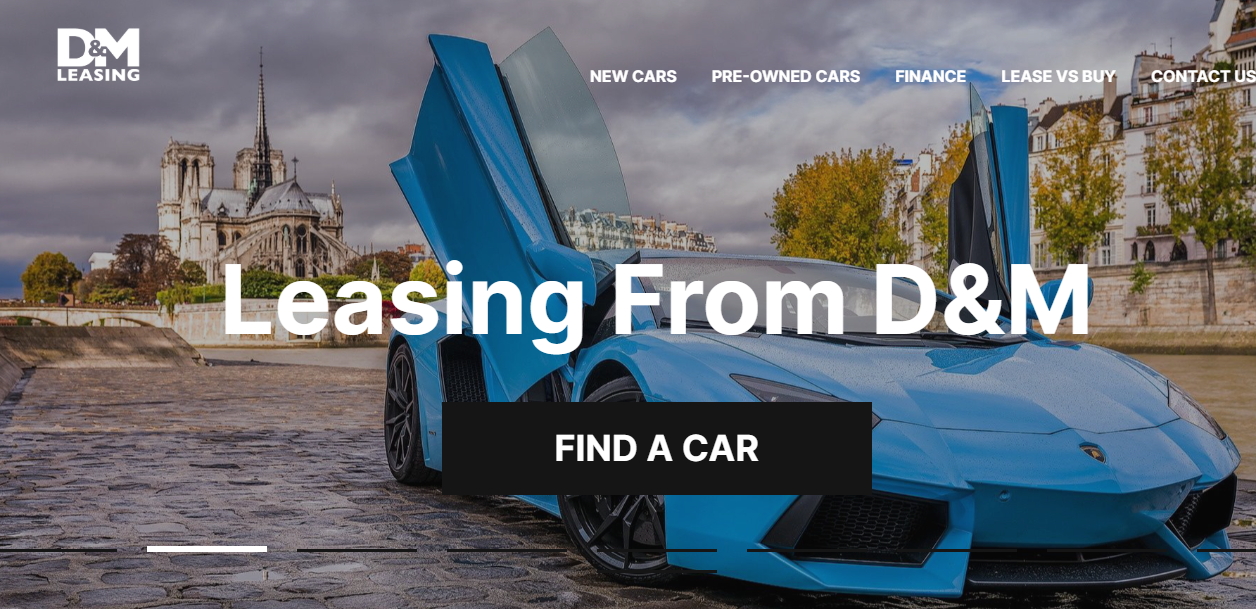 D&M
LEASING
NEW CARS PRE-OWNED CARS FINANCE LEASE VS BUY CONTACT US
Leasing From D&M
FIND A CAR